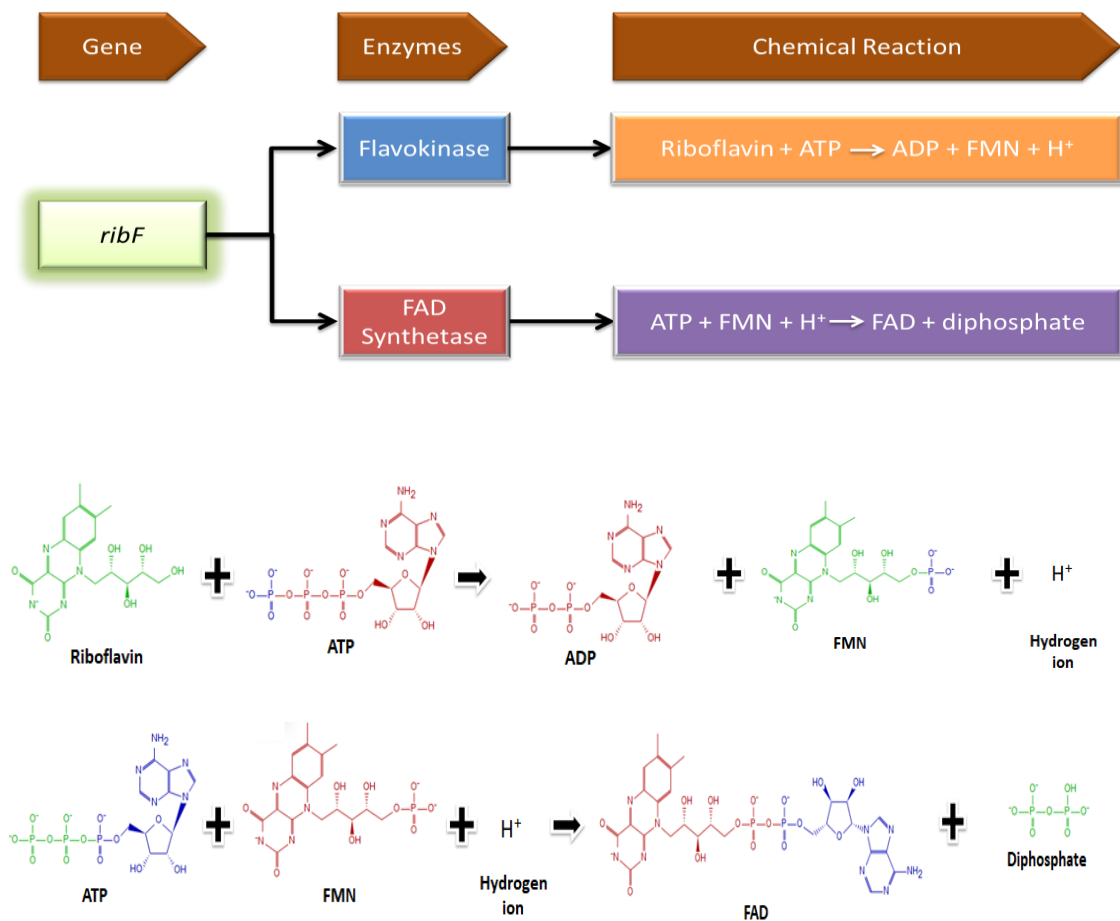 Gene
Enzymes
Chemical Reaction
Flavokinase
Riboflavin + ATP → ADP + FMN + H⁺
ribF
FAD
Synthetase
ATP + FMN + H⁺ → FAD + diphosphate
Riboflavin
ATP
ADP
FMN
H⁺
Hydrogen
ion
ATP
FMN
H⁺
Hydrogen
ion
FAD
Diphosphate